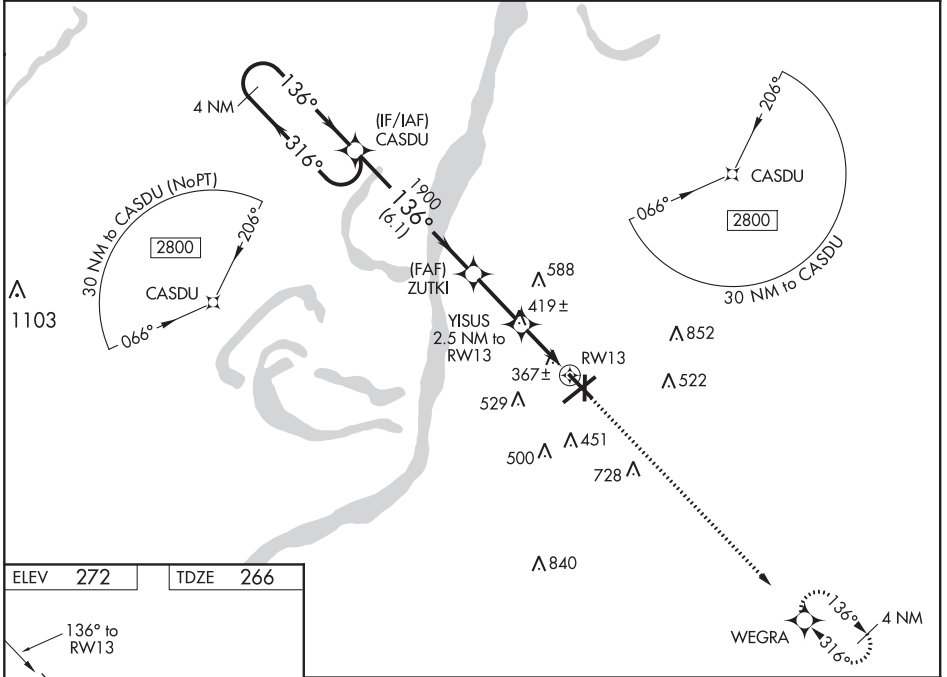 136°
4 NM
316°
(IF/IAF)
CASDU
1900
136°
(6.1)
30 NM to CASDU (NoPT)
2800
206°
CASDU
066°
1103
206°
CASDU
066°
2800
30 NM to CASDU
(FAF)
ZUTKI
588
419±
YISUS
2.5 NM to
RW13
RW13
367±
852
522
529
451
500
728
840
ELEV 272
TDZE 266
136° to
RW13
136°
4 NM
316°
WEGRA